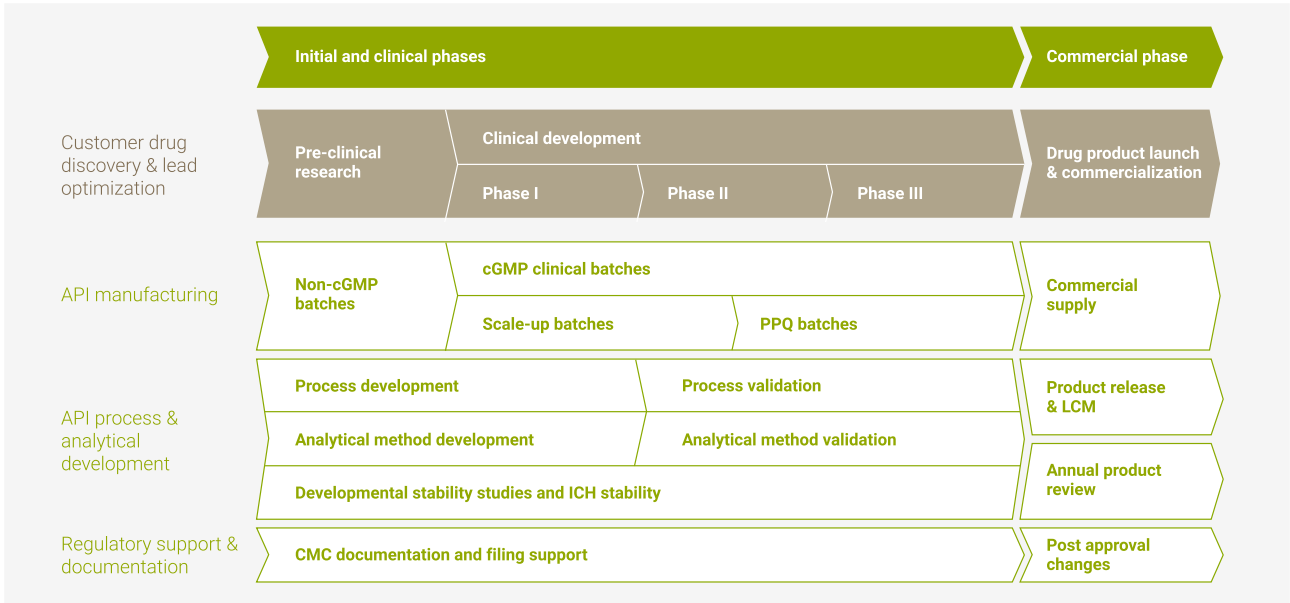 Initial and clinical phases
Commercial phase
Customer drug
discovery & lead
optimization
Pre-clinical
research
Clinical development
Phase I
Phase II
Phase III
Drug product launch
& commercialization
API manufacturing
Non-cGMP
batches
cGMP clinical batches
Scale-up batches
PPQ batches
Commercial
supply
API process &
analytical
development
Process development
Process validation
Analytical method development
Analytical method validation
Developmental stability studies and ICH stability
Product release
& LCM
Annual product
review
Regulatory support &
documentation
CMC documentation and filing support
Post approval
changes